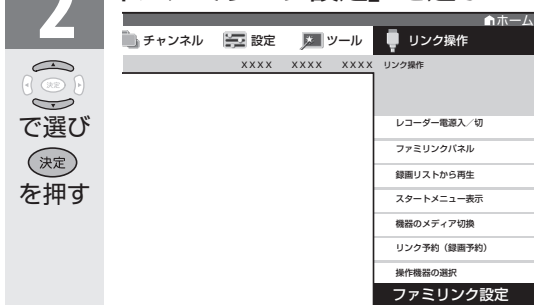 2
ホーム
チャンネル 設定 ツール リンク操作
XXXX XXXX XXXX リンク操作
決定
で選び
決定
を押す
レコーダー電源入/切
ファミリンクパネル
録画リストから再生
スタートメニュー表示
機器のメディア切換
リンク予約(録画予約)
操作機器の選択
ファミリンク設定